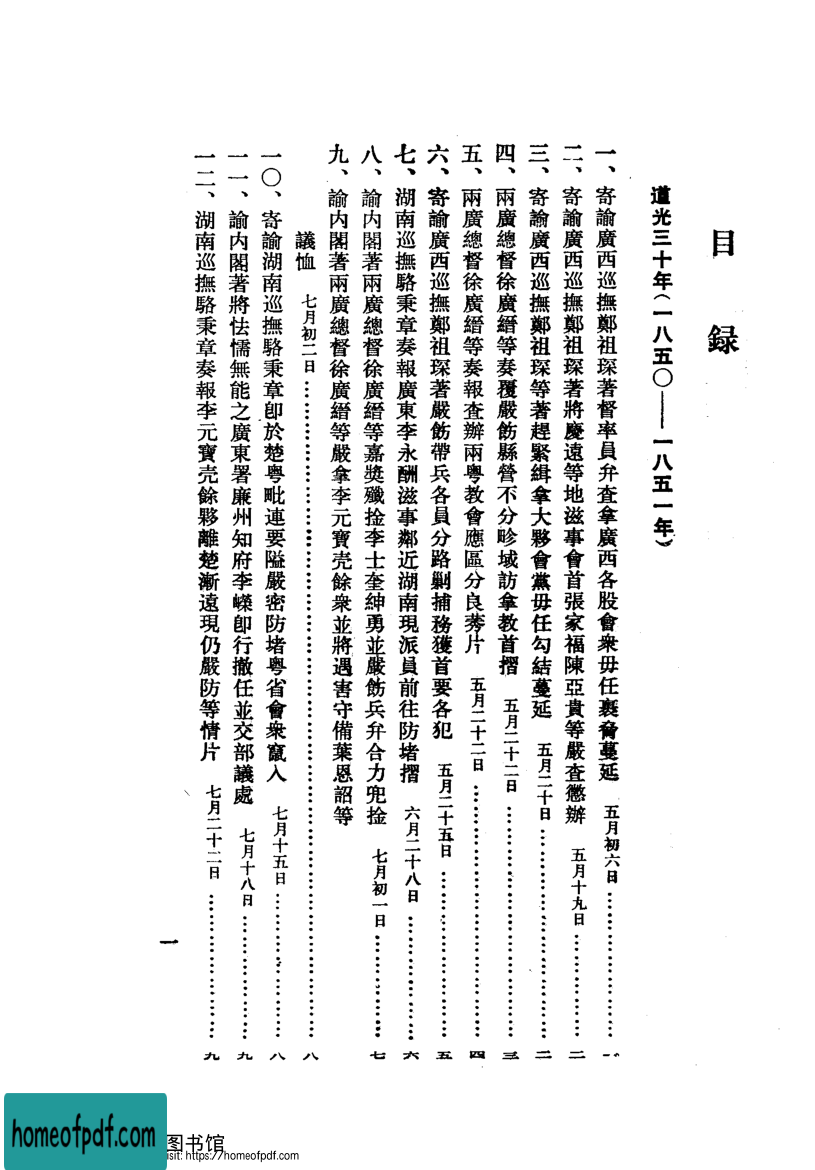 目　録
道光三十年（一八五〇——一八五一年）
一、寄諭廣西巡撫鄭祖琛著督率員弁査拿廣西各股會衆毋任裹脅蔓延　五月初六日……………一
二、寄諭廣西巡撫鄭祖琛著將慶遠等地滋事會首張家福陳亞貴等嚴査懲辦　五月十九日……………二
三、寄諭廣西巡撫鄭祖琛等著趕緊緝拿大夥會黨毋任勾結蔓延　五月二十日……………二
四、兩廣總督徐廣縉等奏覆嚴飭縣營不分畛域訪拿教首摺　五月二十二日……………三
五、兩廣總督徐廣縉等奏報査辦兩粤教會應區分良莠片　五月二十二日……………四
六、寄諭廣西巡撫鄭祖琛著嚴飭帶兵各員分路剿捕務獲首要各犯　五月二十五日……………五
七、湖南巡撫駱秉章奏報廣東李永酬滋事鄰近湖南現派員前往防堵摺　六月二十八日……………六
八、諭内閣著兩廣總督徐廣縉等嘉奬殲捦李士奎紳勇並嚴飭兵弁合力兜捦　七月初一日……………七
九、諭内閣著兩廣總督徐廣縉等嚴拿李元寶壳餘衆並將遇害守備葉恩詔等
議恤　七月初二日……………八
一〇、寄諭湖南巡撫駱秉章卽於楚粤毗連要隘嚴密防堵粤省會衆竄入　七月十五日……………八
一一、諭内閣著將怯懦無能之廣東署廉州知府李嶸卽行撤任並交部議處　七月十八日……………九
一二、湖南巡撫駱秉章奏報李元寶壳餘夥離楚漸遠現仍嚴防等情片　七月二十二日……………九
一
homeofpdf.com
图书馆
isit: https://homeofpdf.com